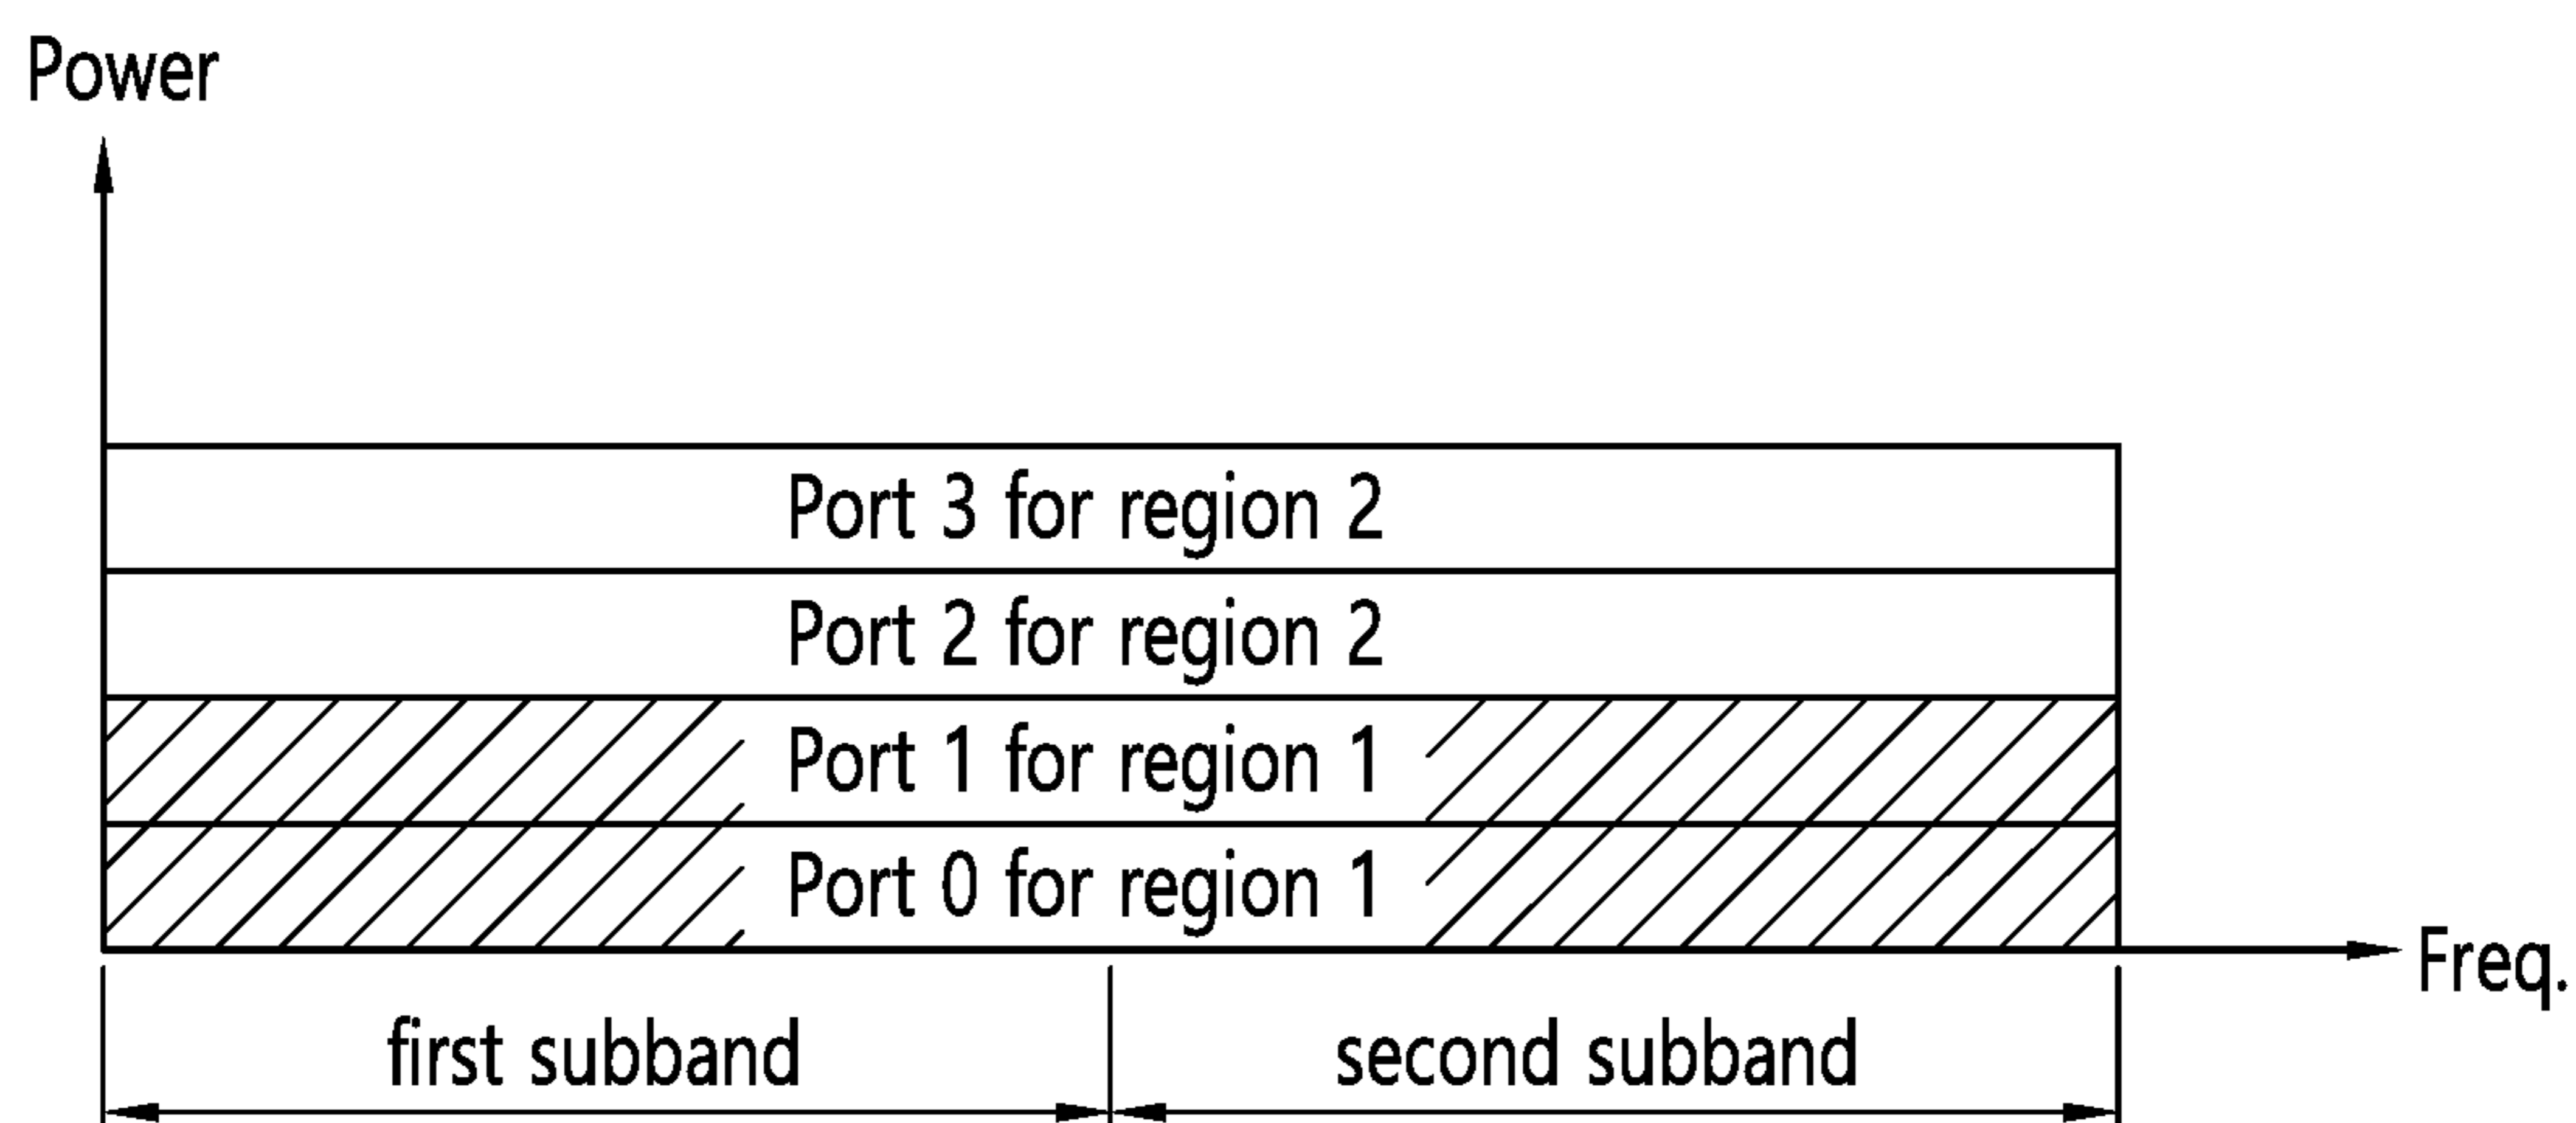 Power
Port 3 for region 2
Port 2 for region 2
Port 1 for region 1
Port 0 for region 1
Freq.
first subband
second subband